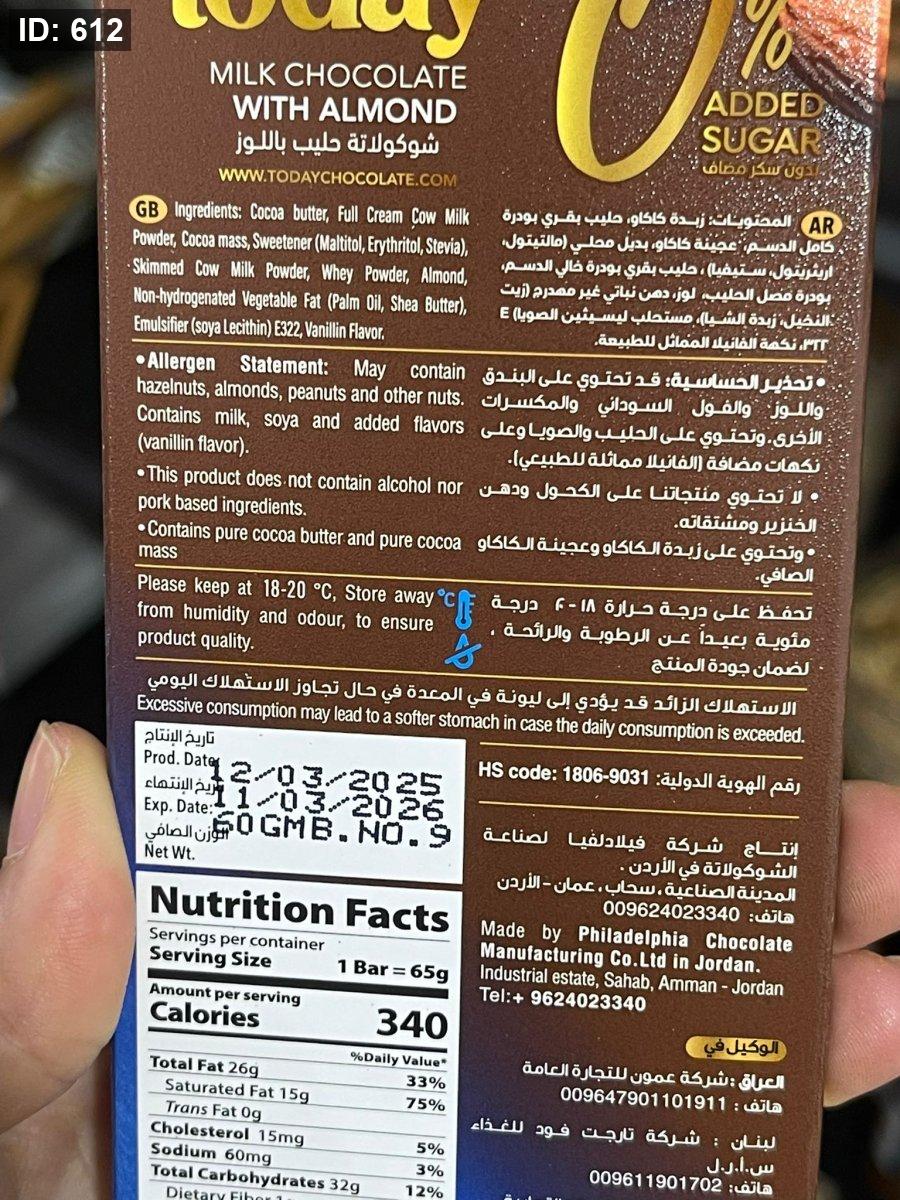 ID: 612
today
0%
MILK CHOCOLATE
WITH ALMOND
شوكولاتة حليب باللوز
WWW.TODAYCHOCOLATE.COM
ADDED
SUGAR
بدون سكر مضاف
GB Ingredients: Cocoa butter, Full Cream Cow Milk
Powder, Cocoa mass, Sweetener (Maltitol, Erythritol, Stevia),
Skimmed Cow Milk Powder, Whey Powder, Almond,
Non-hydrogenated Vegetable Fat (Palm Oil, Shea Butter),
Emulsifier (soya Lecithin) E322, Vanillin Flavor.
AR المحتويات: زبدة كاكاو، حليب بقري بودرة
كامل الدسم، عجينة كاكاو، بديل محلي (مالتيتول،
اريثريتول، ستيفيا)، حليب بقري بودرة خالي الدسم،
بودرة مصل الحليب، لوز، دهن نباتي غير مهدرج (زيت
النخيل، زبدة الشيا)، مستحلب ليسيثين الصويا) E
٣٢٢، نكهة الفانيلا المماثل للطبيعة.
•Allergen Statement: May contain
hazelnuts, almonds, peanuts and other nuts.
Contains milk, soya and added flavors
(vanillin flavor).
•This product does not contain alcohol nor
pork based ingredients.
•Contains pure cocoa butter and pure cocoa
mass
• تحذير الحساسية: قد تحتوي على البندق
واللوز والفول السوداني والمكسرات
الأخرى. وتحتوي على الحليب والصويا وعلى
نكهات مضافة (الفانيلا مماثلة للطبيعي).
• لا تحتوي منتجاتنا على الكحول ودهن
الخنزير ومشتقاته.
• وتحتوي على زبدة الكاكاو وعجينة الكاكاو
الصافي.
Please keep at 18-20 °C, Store away
from humidity and odour, to ensure
product quality.
°C
تحفظ على درجة حرارة ١٨-٢٠ درجة
مئوية بعيداً عن الرطوبة والرائحة ،
لضمان جودة المنتج
الاستهلاك الزائد قد يؤدي إلى ليونة في المعدة في حال تجاوز الاستهلاك اليومي
Excessive consumption may lead to a softer stomach in case the daily consumption is exceeded.
تاريخ الإنتاج
Prod. Date: 12/03/2025
تاريخ الإنتهاء
Exp. Date: 11/03/2026
الوزن الصافي 60GM B.NO.9
Net Wt.
رقم الهوية الدولية: HS code: 1806-9031
إنتاج شركة فيلادلفيا لصناعة
الشوكولاتة في الأردن .
المدينة الصناعية، سحاب، عمان - الأردن
هاتف: 009624023340
Made by Philadelphia Chocolate
Manufacturing Co.Ltd in Jordan.
Industrial estate, Sahab, Amman - Jordan
Tel:+ 9624023340
الوكيل في
العراق :شركة عمون للتجارة العامة
هاتف : 009647901101911
لبنان : شركة تارجت فود للغذاء
س.أ.ر.ل
هاتف: 009611901702
Nutrition Facts
Servings per container
Serving Size 1 Bar = 65g
Amount per serving
Calories 340
%Daily Value*
Total Fat 26g 33%
Saturated Fat 15g 75%
Trans Fat 0g
Cholesterol 15mg 5%
Sodium 60mg 3%
Total Carbohydrates 32g 12%
Dietary Fiber